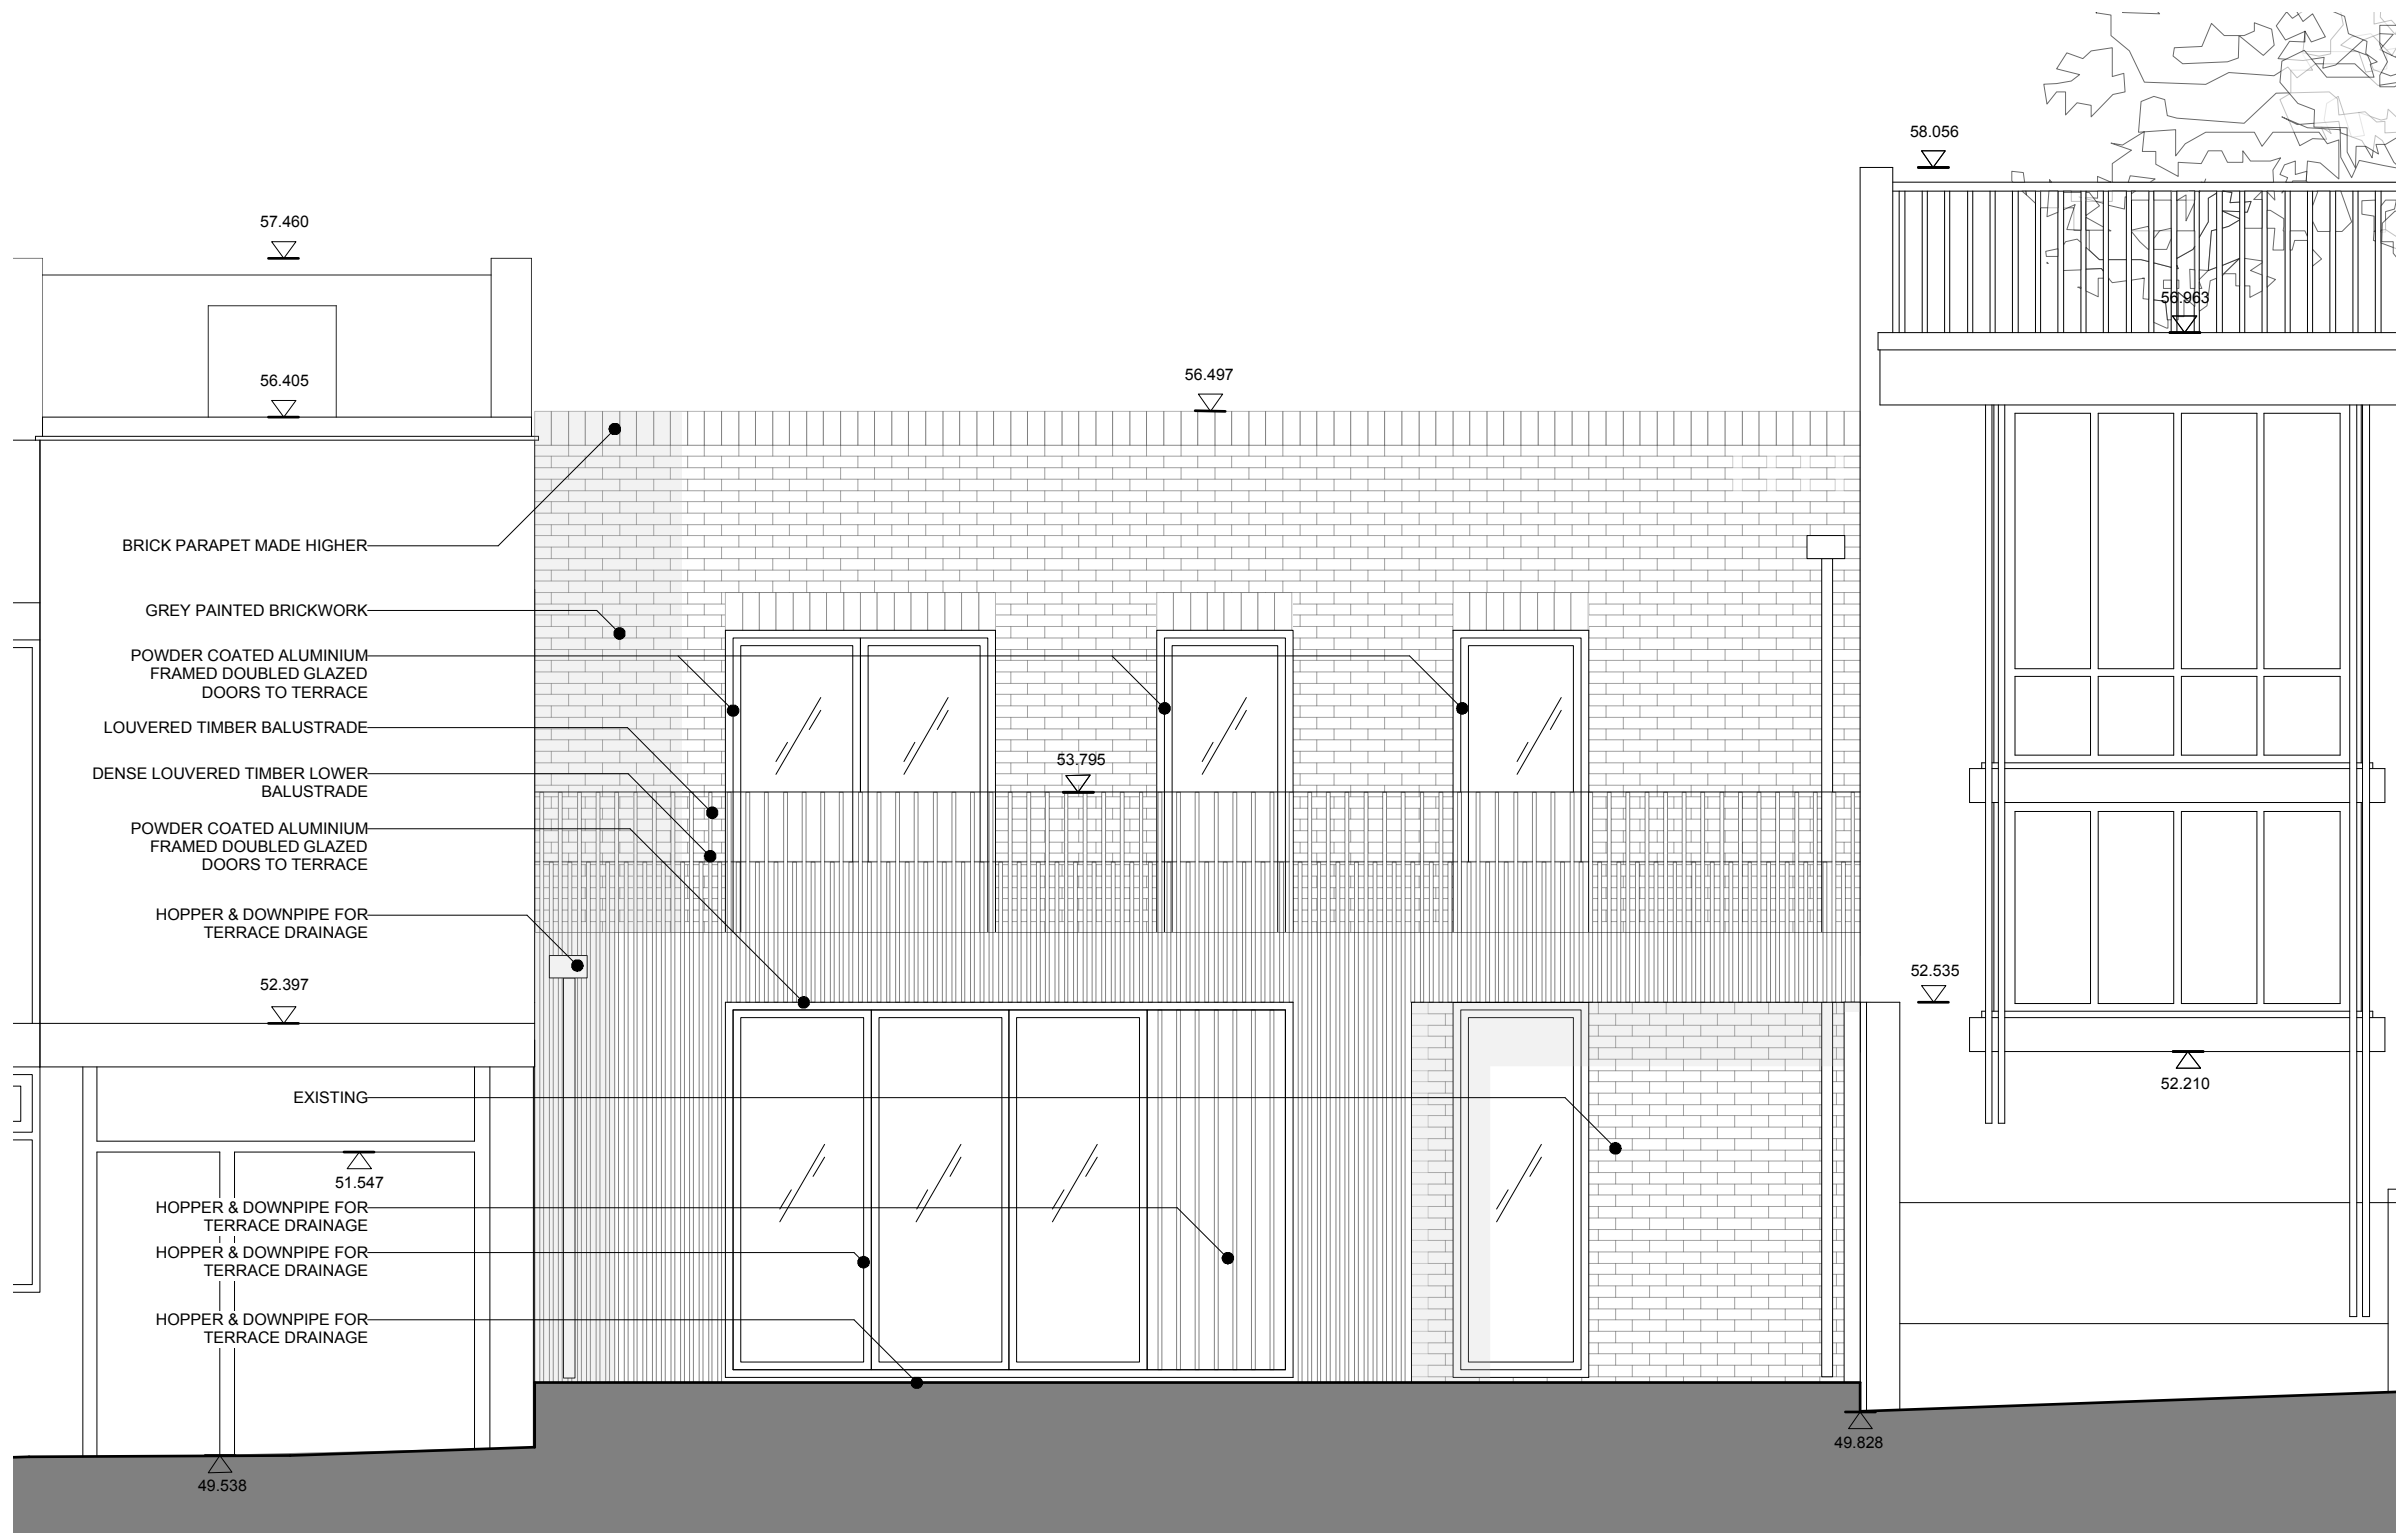 58.056
57.460
56.963
56.405
56.497
BRICK PARAPET MADE HIGHER
GREY PAINTED BRICKWORK
POWDER COATED ALUMINIUM
FRAMED DOUBLED GLAZED
DOORS TO TERRACE
LOUVERED TIMBER BALUSTRADE
53.795
DENSE LOUVERED TIMBER LOWER
BALUSTRADE
POWDER COATED ALUMINIUM
FRAMED DOUBLED GLAZED
DOORS TO TERRACE
HOPPER & DOWNPIPE FOR
TERRACE DRAINAGE
52.397
52.535
52.210
EXISTING
51.547
HOPPER & DOWNPIPE FOR
TERRACE DRAINAGE
HOPPER & DOWNPIPE FOR
TERRACE DRAINAGE
HOPPER & DOWNPIPE FOR
TERRACE DRAINAGE
49.828
49.538